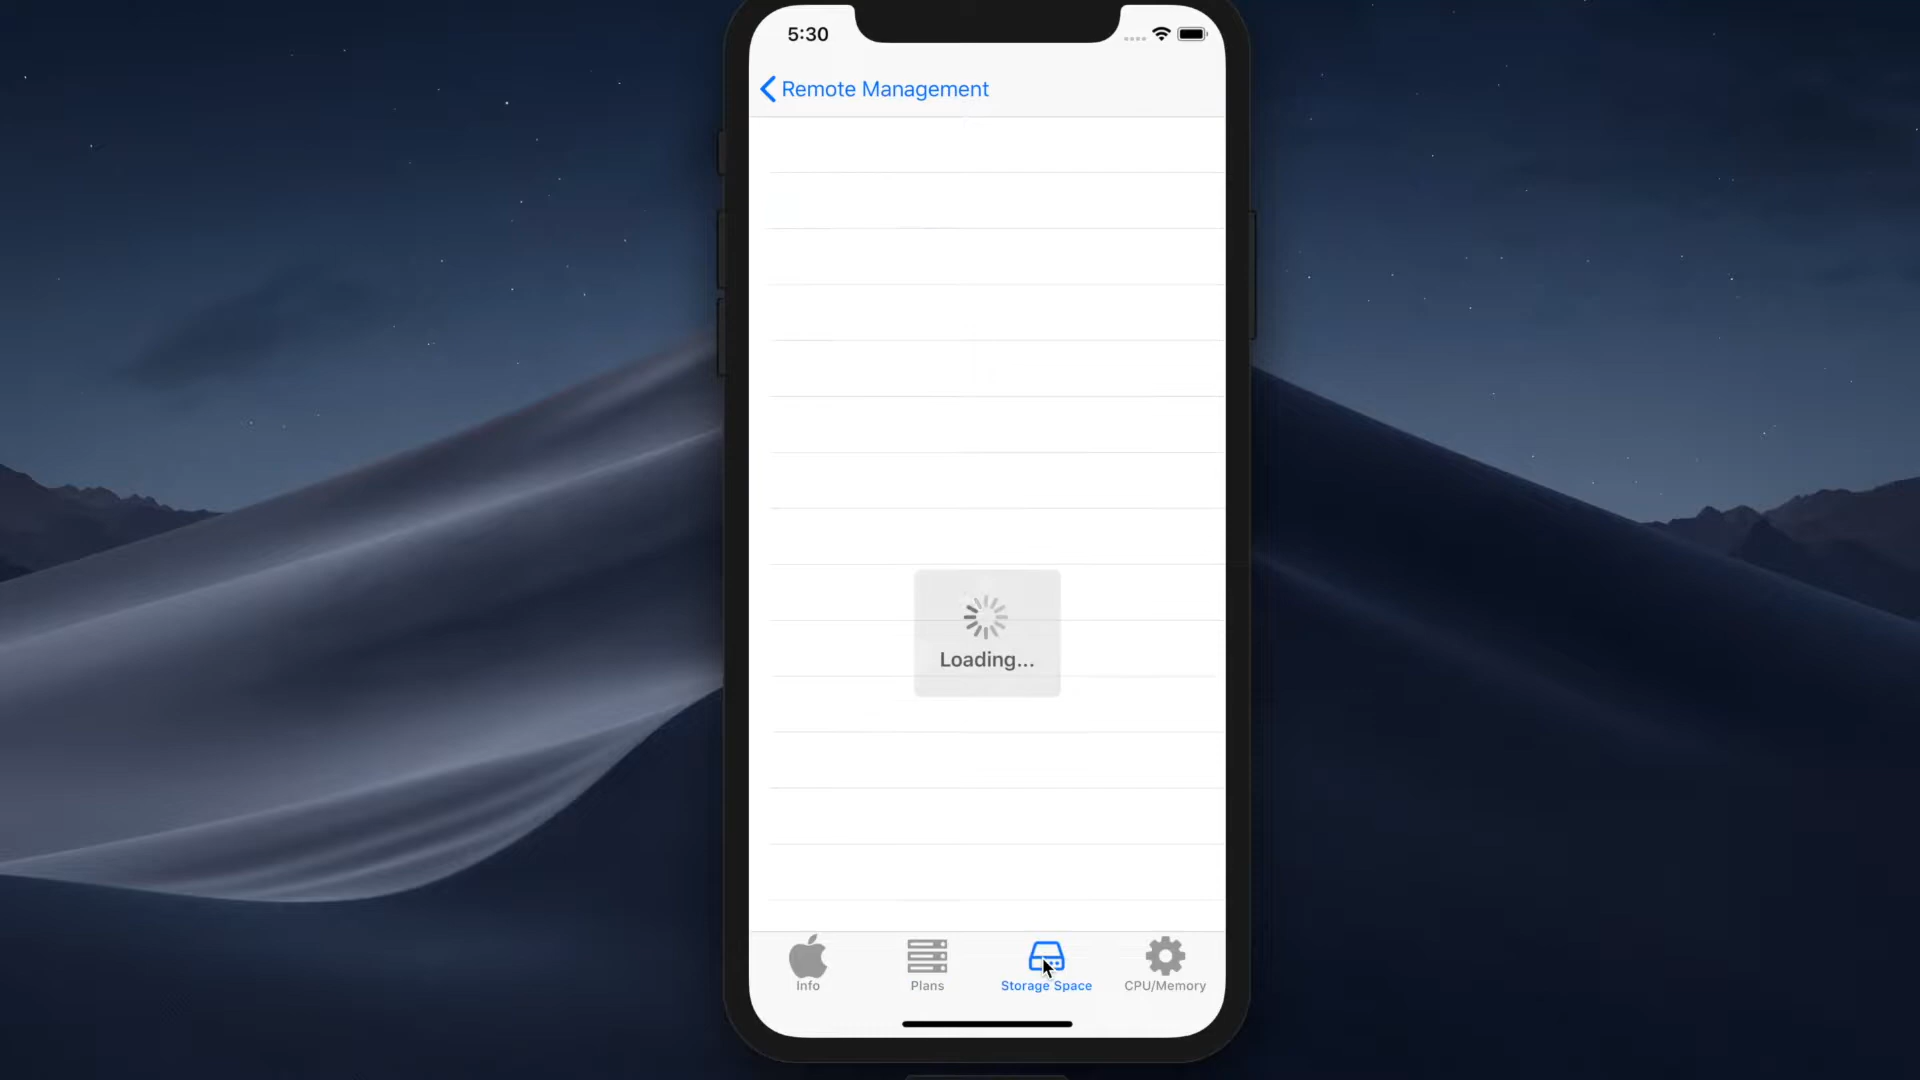 5:30
Remote Management
Loading...
Info
Plans
Storage Space
CPU/Memory